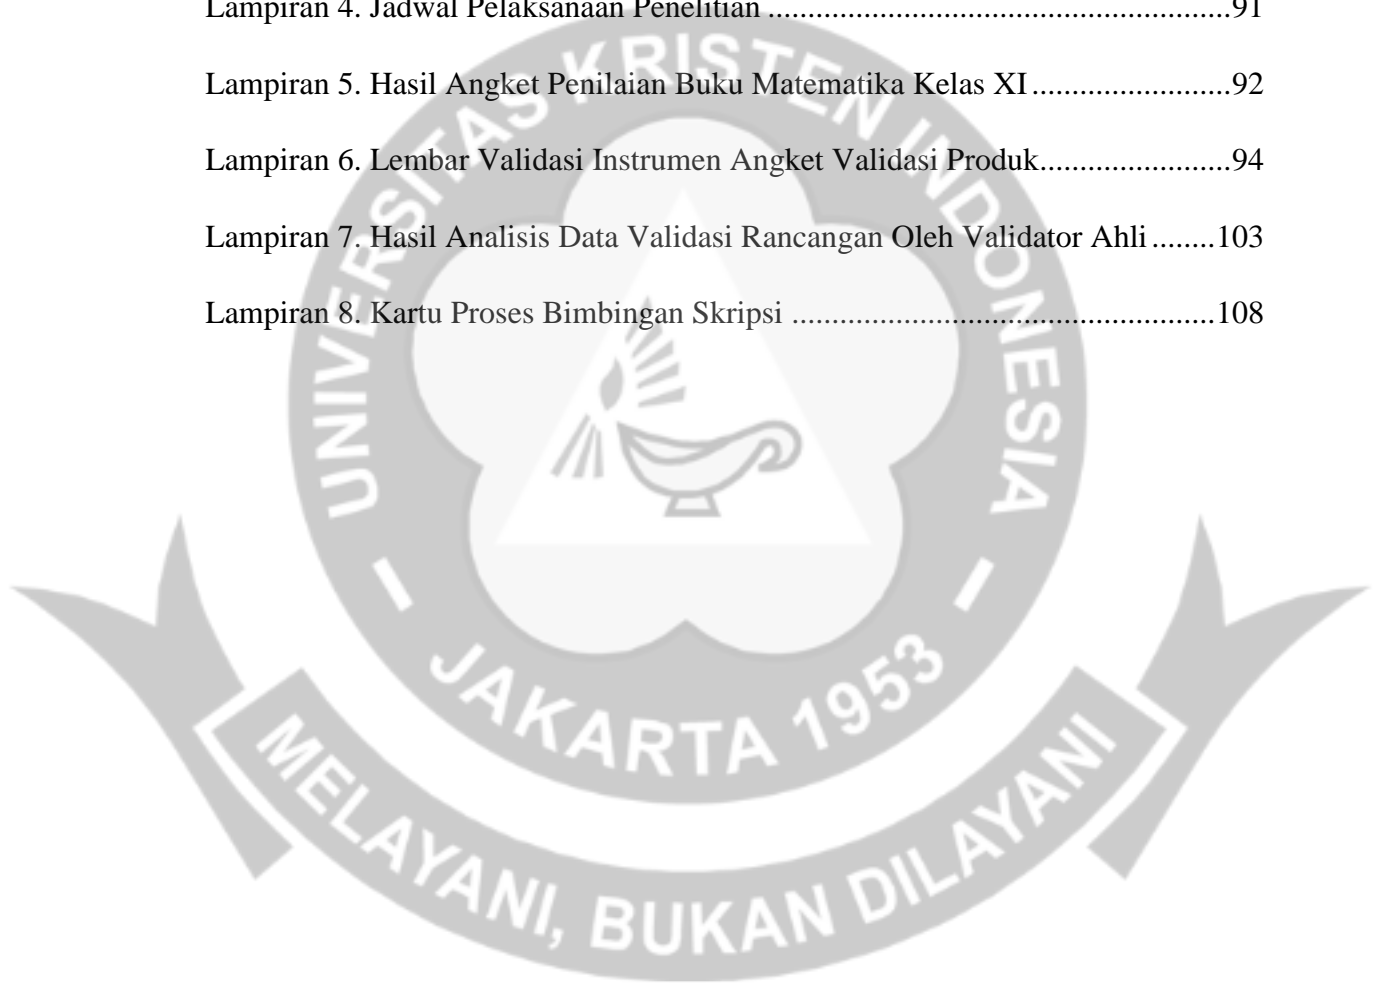 Lampiran 4. Jadwal Pelaksanaan Penelitian ..........................................................91
Lampiran 5. Hasil Angket Penilaian Buku Matematika Kelas XI.........................92
Lampiran 6. Lembar Validasi Instrumen Angket Validasi Produk........................94
Lampiran 7. Hasil Analisis Data Validasi Rancangan Oleh Validator Ahli........103
Lampiran 8. Kartu Proses Bimbingan Skripsi .....................................................108
UNIVERSITAS KRISTEN INDONESIA
JAKARTA 1953
MELAYANI, BUKAN DILAYANI